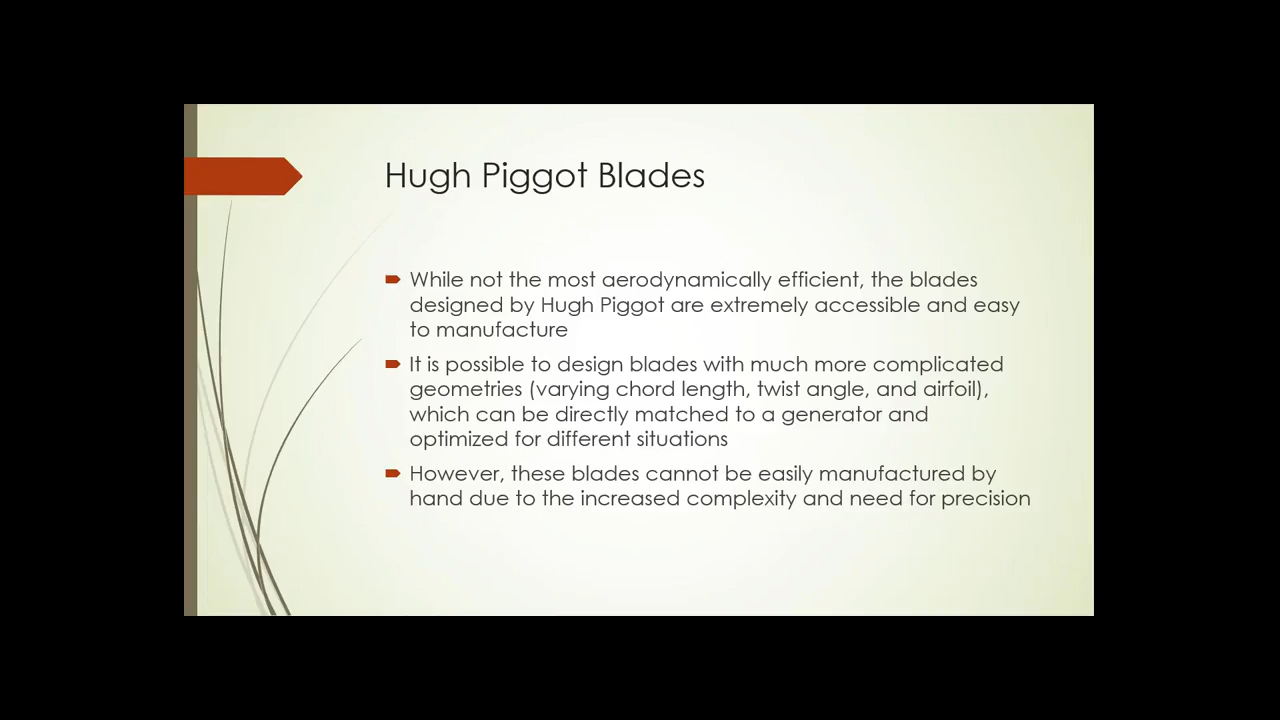 Hugh Piggot Blades
While not the most aerodynamically efficient, the blades
designed by Hugh Piggot are extremely accessible and easy
to manufacture
It is possible to design blades with much more complicated
geometries (varying chord length, twist angle, and airfoil),
which can be directly matched to a generator and
optimized for different situations
However, these blades cannot be easily manufactured by
hand due to the increased complexity and need for precision